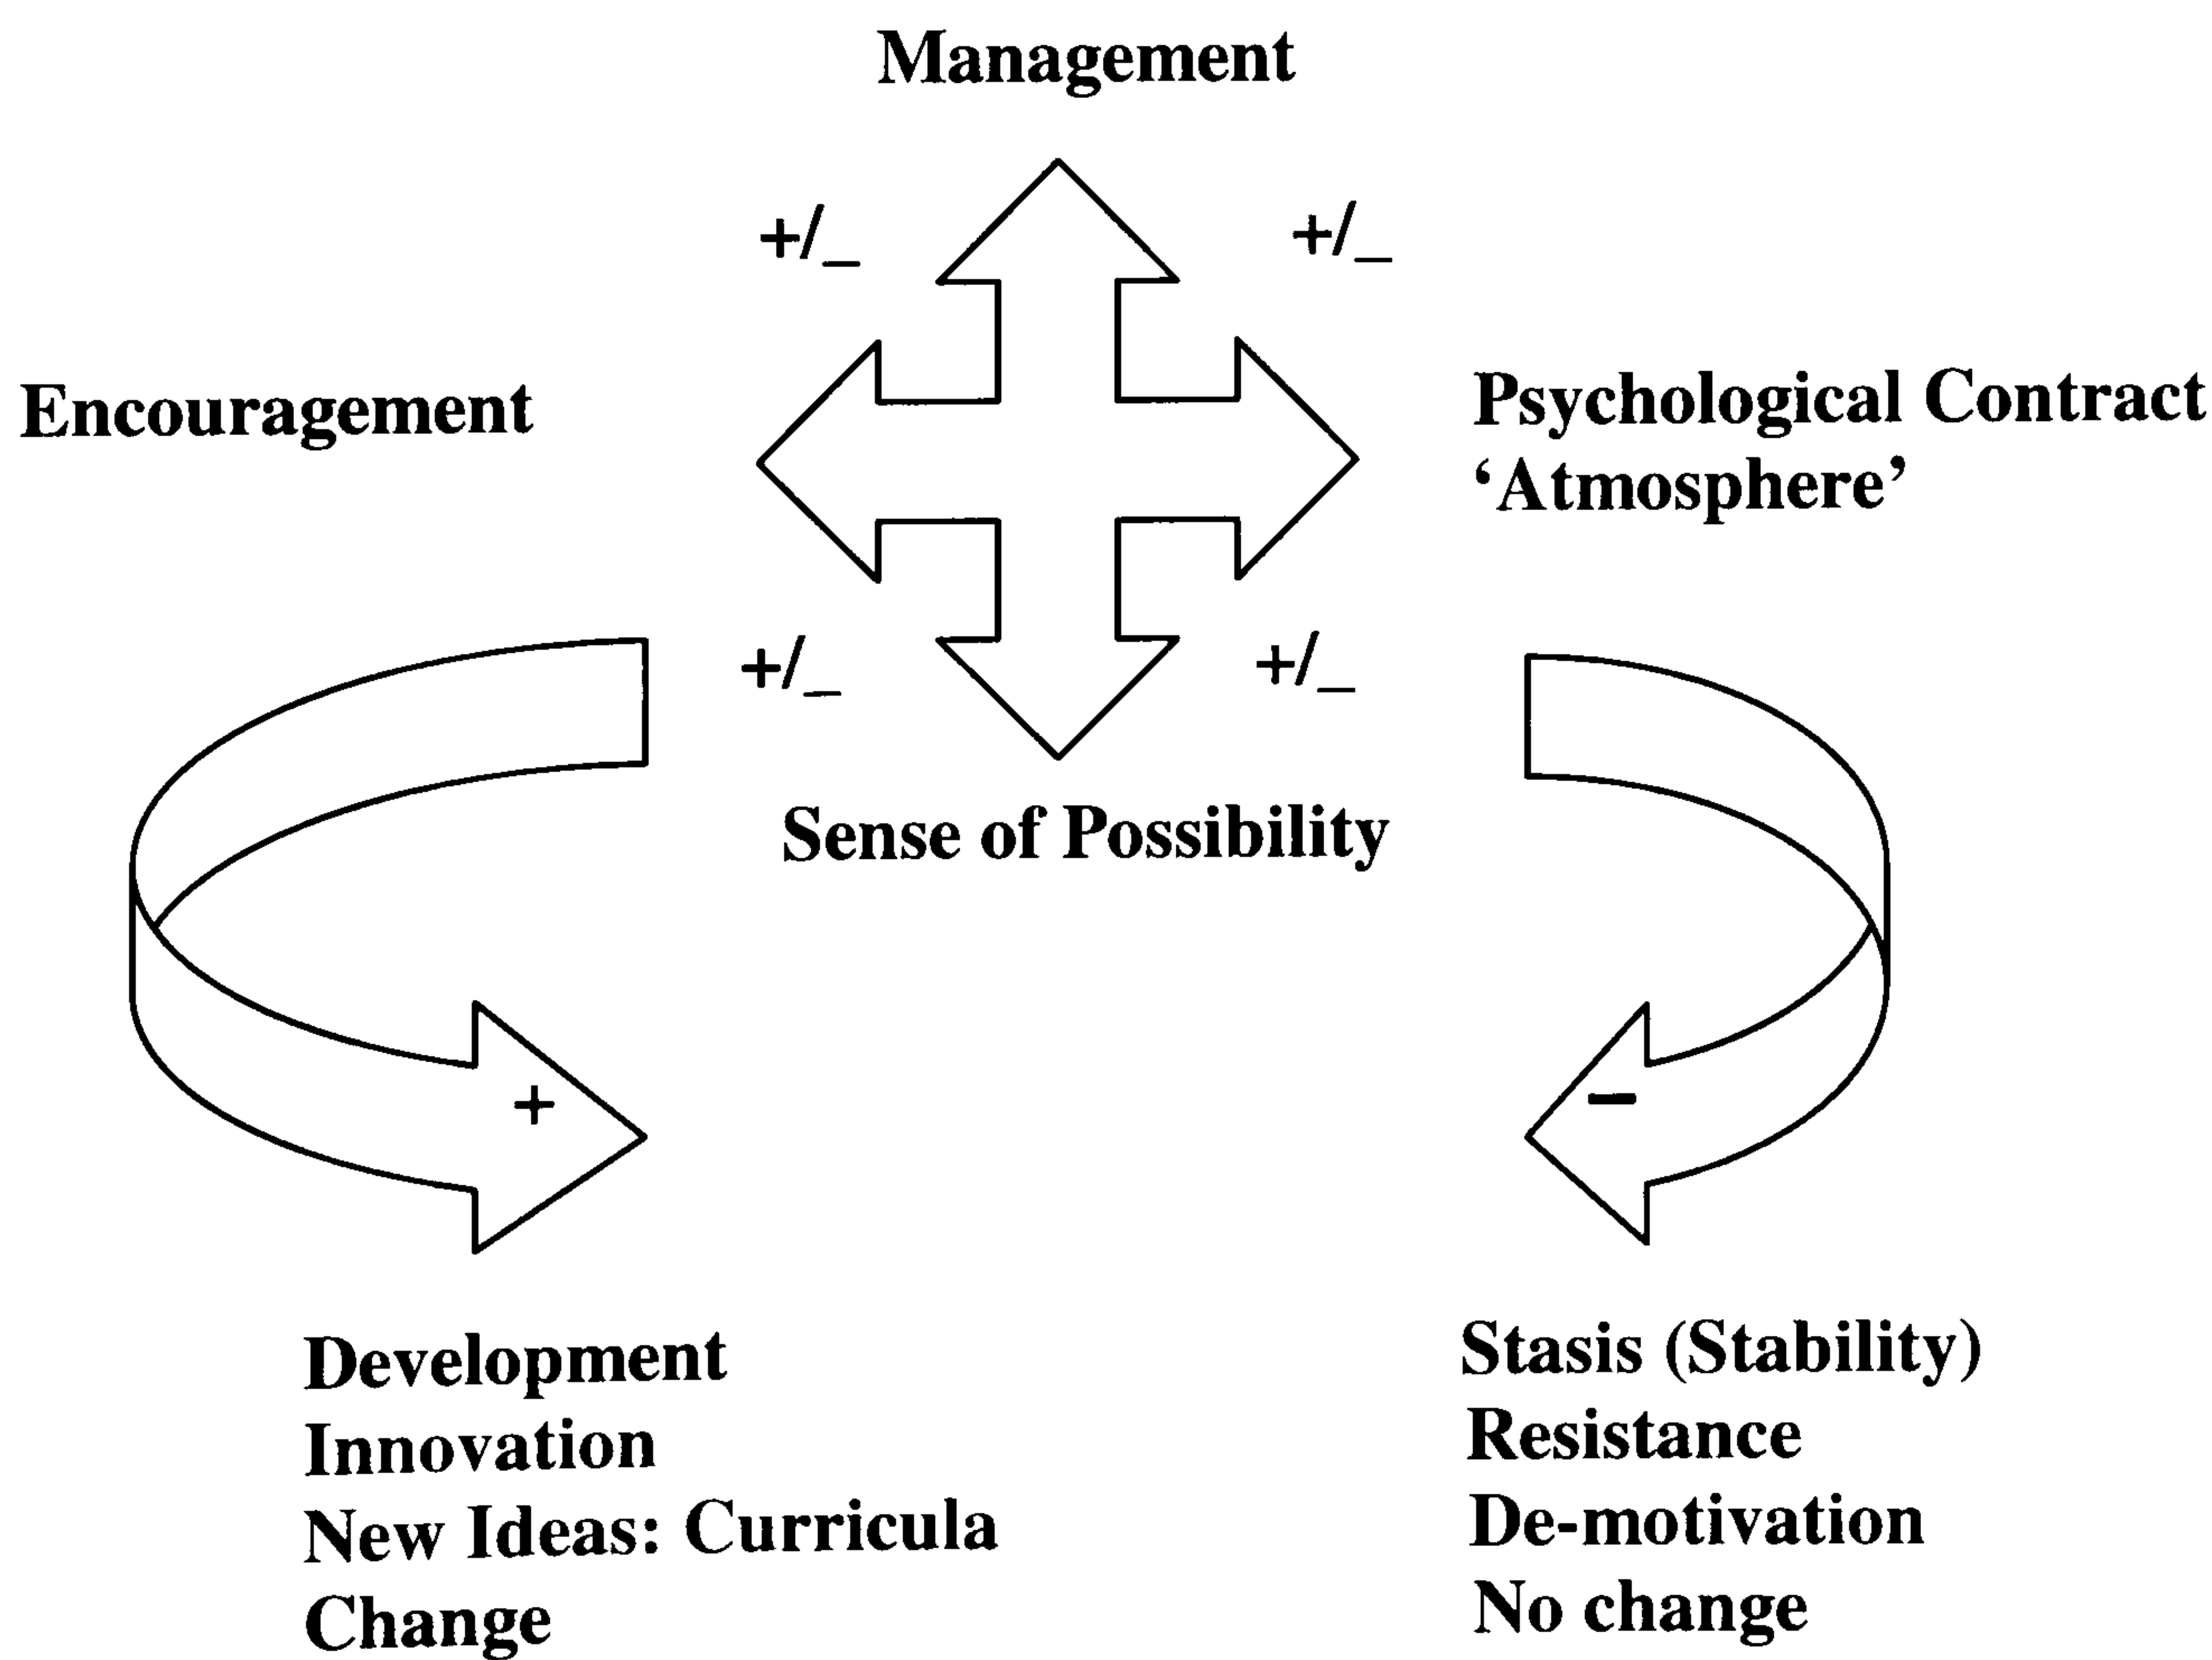 Management
+/_
+/_
Encouragement
Psychological Contract
‘Atmosphere’
+/_
+/_
Sense of Possibility
+
−
Development
Innovation
New Ideas: Curricula
Change
Stasis (Stability)
Resistance
De-motivation
No change